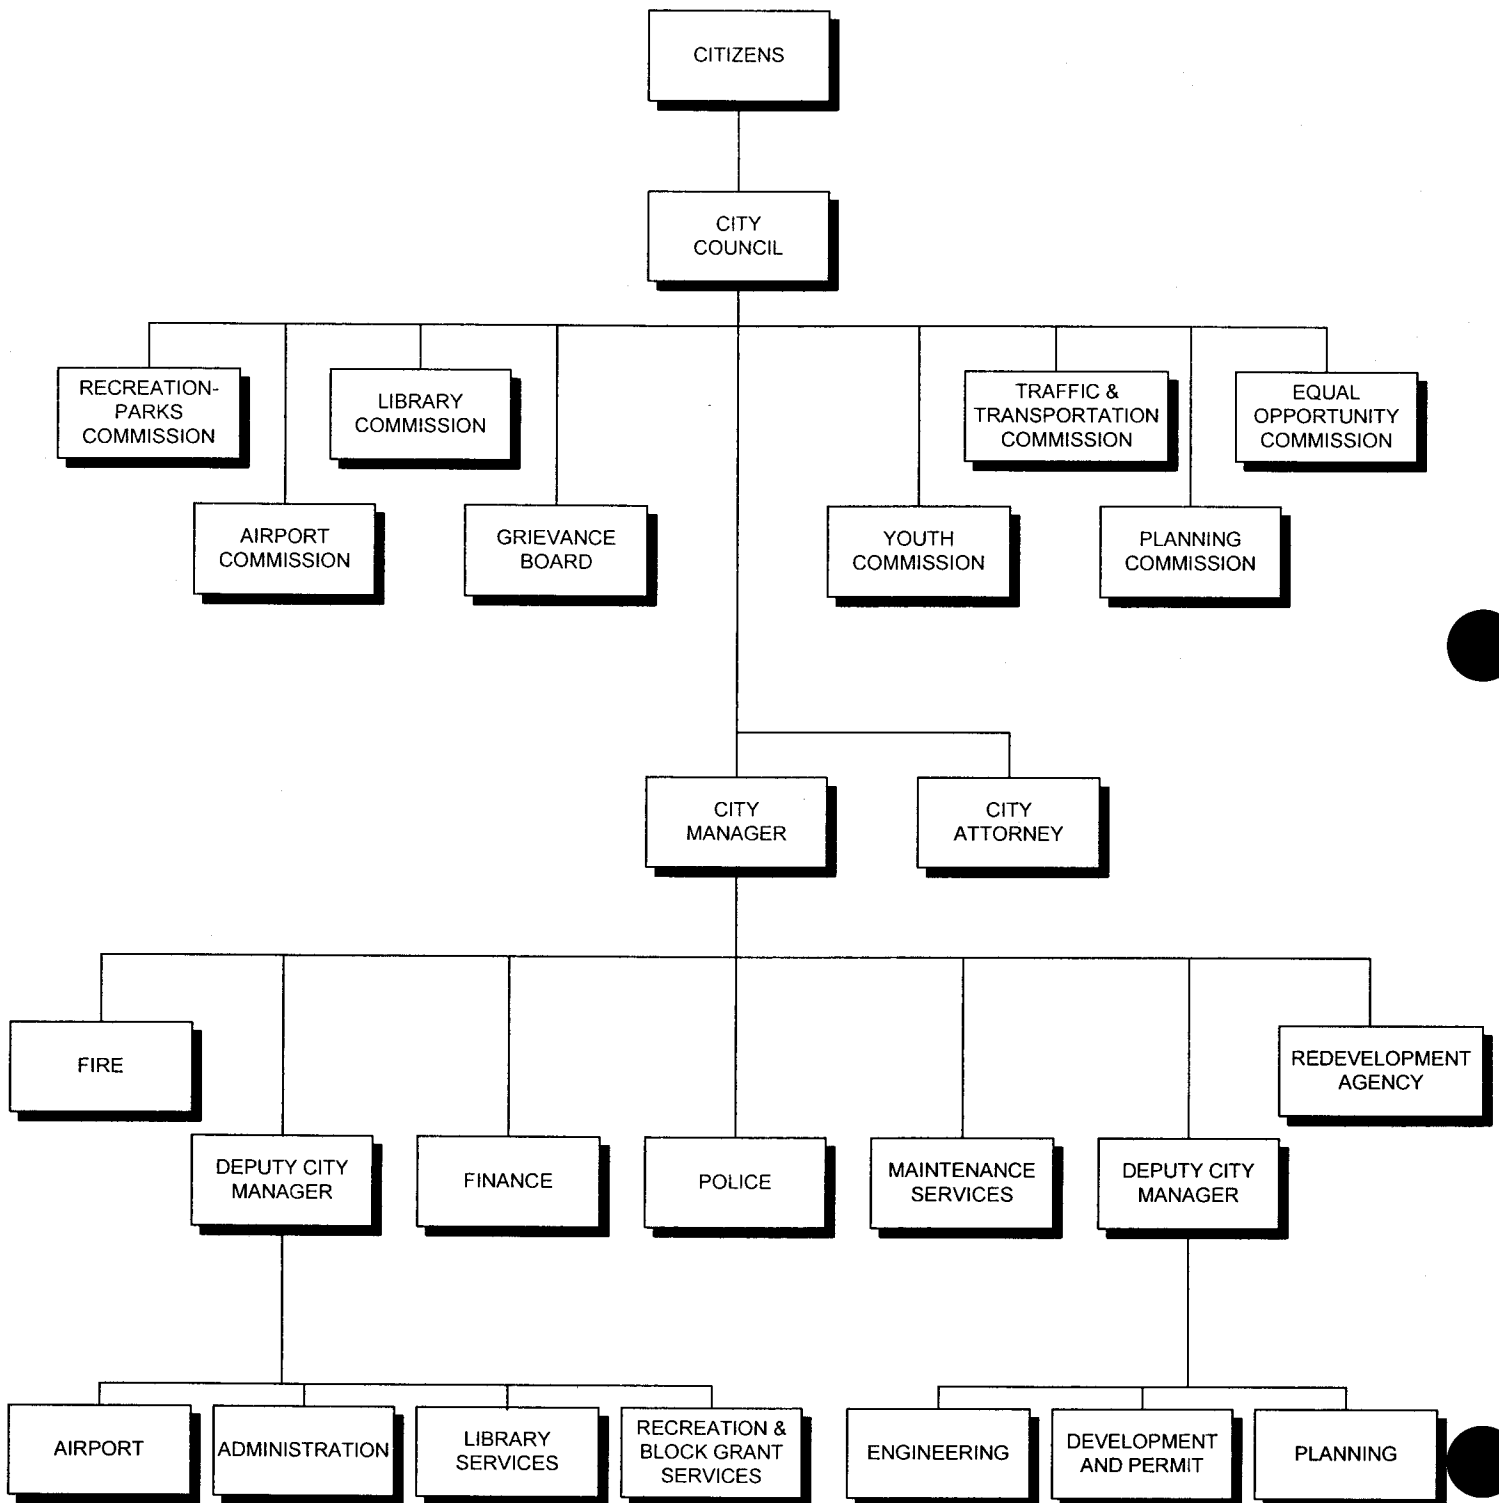 CITIZENS
CITY
COUNCIL
RECREATION-
PARKS
COMMISSION
LIBRARY
COMMISSION
TRAFFIC &
TRANSPORTATION
COMMISSION
EQUAL
OPPORTUNITY
COMMISSION
AIRPORT
COMMISSION
GRIEVANCE
BOARD
YOUTH
COMMISSION
PLANNING
COMMISSION
CITY
MANAGER
CITY
ATTORNEY
FIRE
REDEVELOPMENT
AGENCY
DEPUTY CITY
MANAGER
FINANCE
POLICE
MAINTENANCE
SERVICES
DEPUTY CITY
MANAGER
AIRPORT
ADMINISTRATION
LIBRARY
SERVICES
RECREATION &
BLOCK GRANT
SERVICES
ENGINEERING
DEVELOPMENT
AND PERMIT
PLANNING